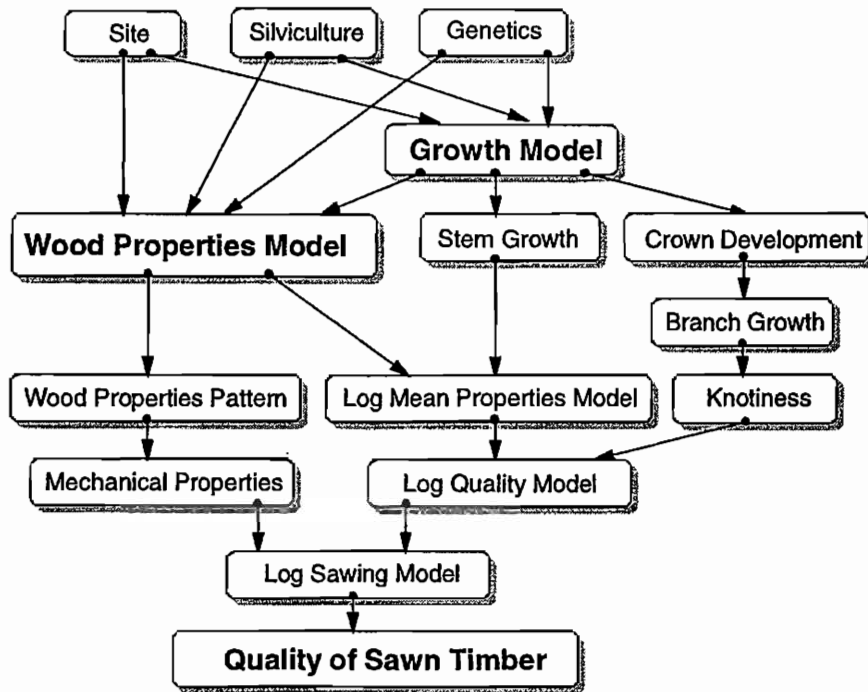 Site
Silviculture
Genetics
Growth Model
Wood Properties Model
Stem Growth
Crown Development
Branch Growth
Wood Properties Pattern
Log Mean Properties Model
Knotiness
Mechanical Properties
Log Quality Model
Log Sawing Model
Quality of Sawn Timber